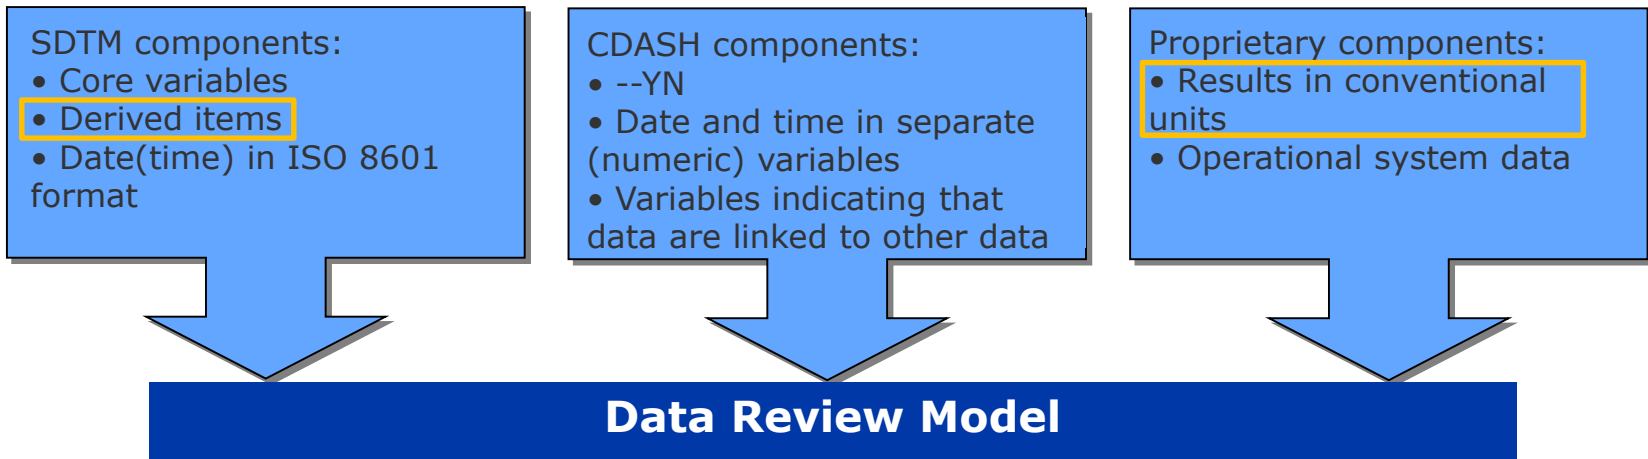 SDTM components:
• Core variables
• Derived items
• Date(time) in ISO 8601
format
CDASH components:
• --YN
• Date and time in separate
(numeric) variables
• Variables indicating that
data are linked to other data
Proprietary components:
• Results in conventional
units
• Operational system data
Data Review Model